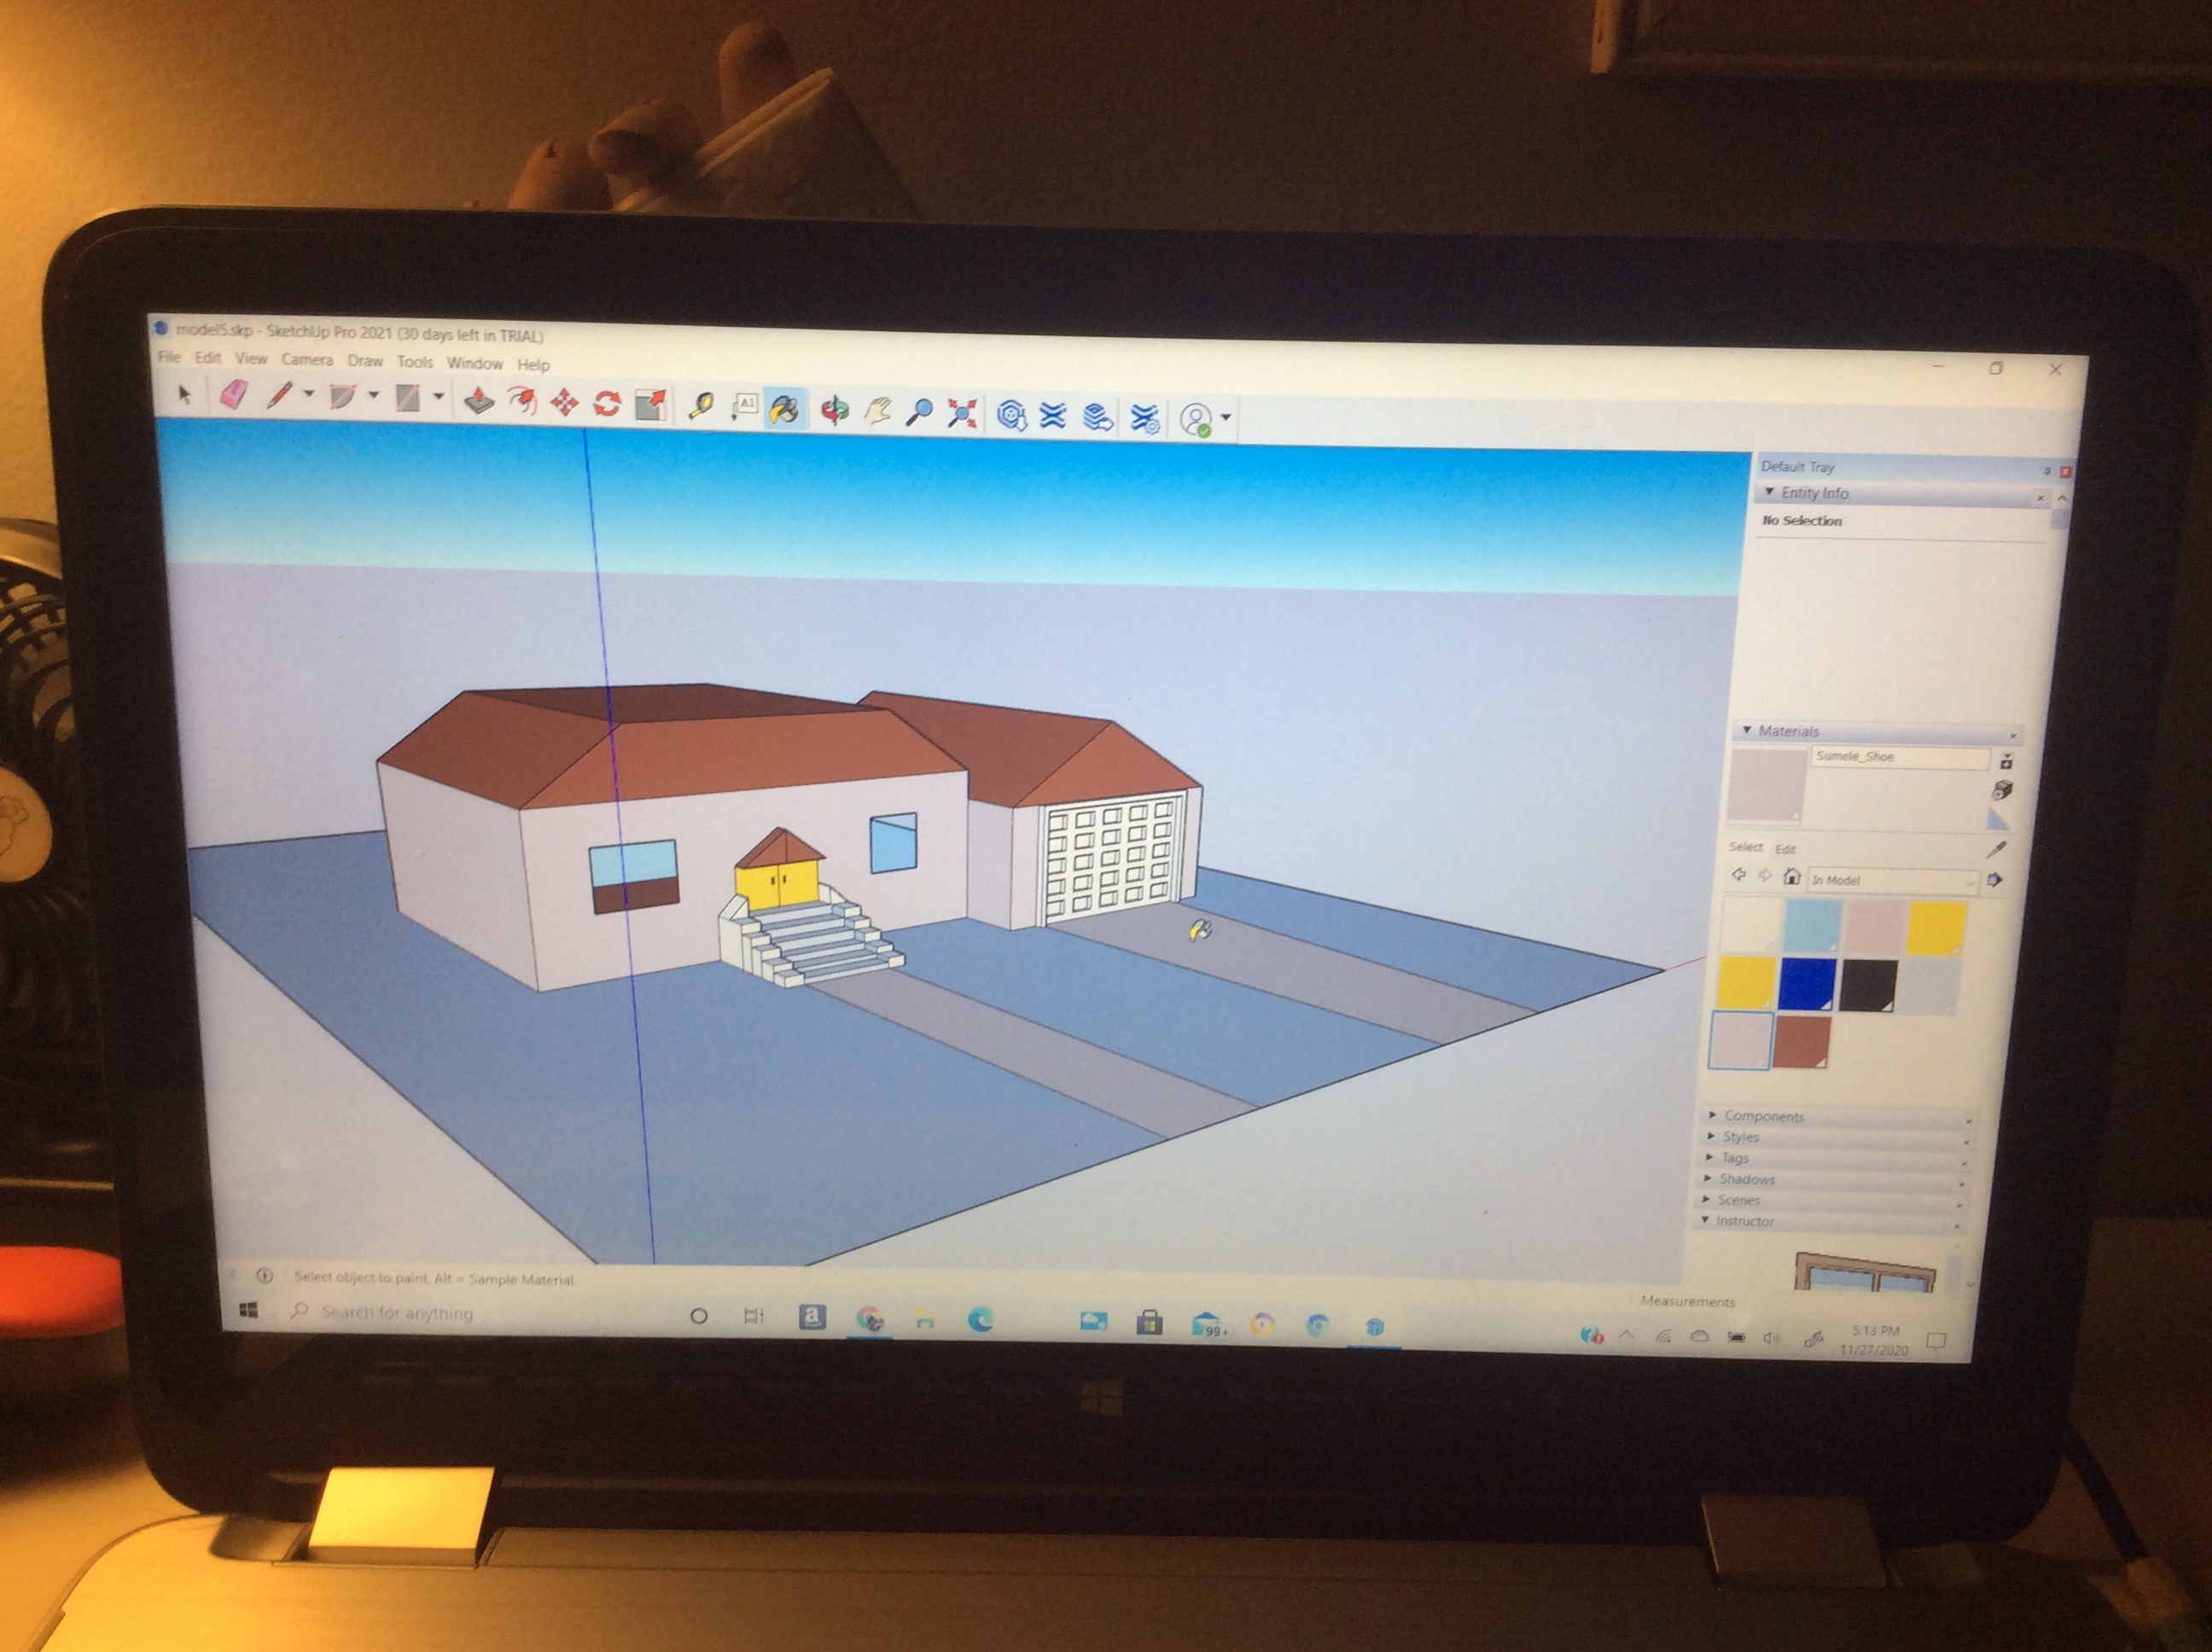 model5.skp - SketchUp Pro 2021 (30 days left in TRIAL)
File Edit View Camera Draw Tools Window Help
A1
Default Tray
Entity Info
No Selection
Materials
Sumele_Shoe
Select Edit
In Model
Components
Styles
Tags
Shadows
Scenes
Instructor
Select object to paint. Alt = Sample Material.
Measurements
Search for anything
a
99+
5:13 PM
11/27/2020